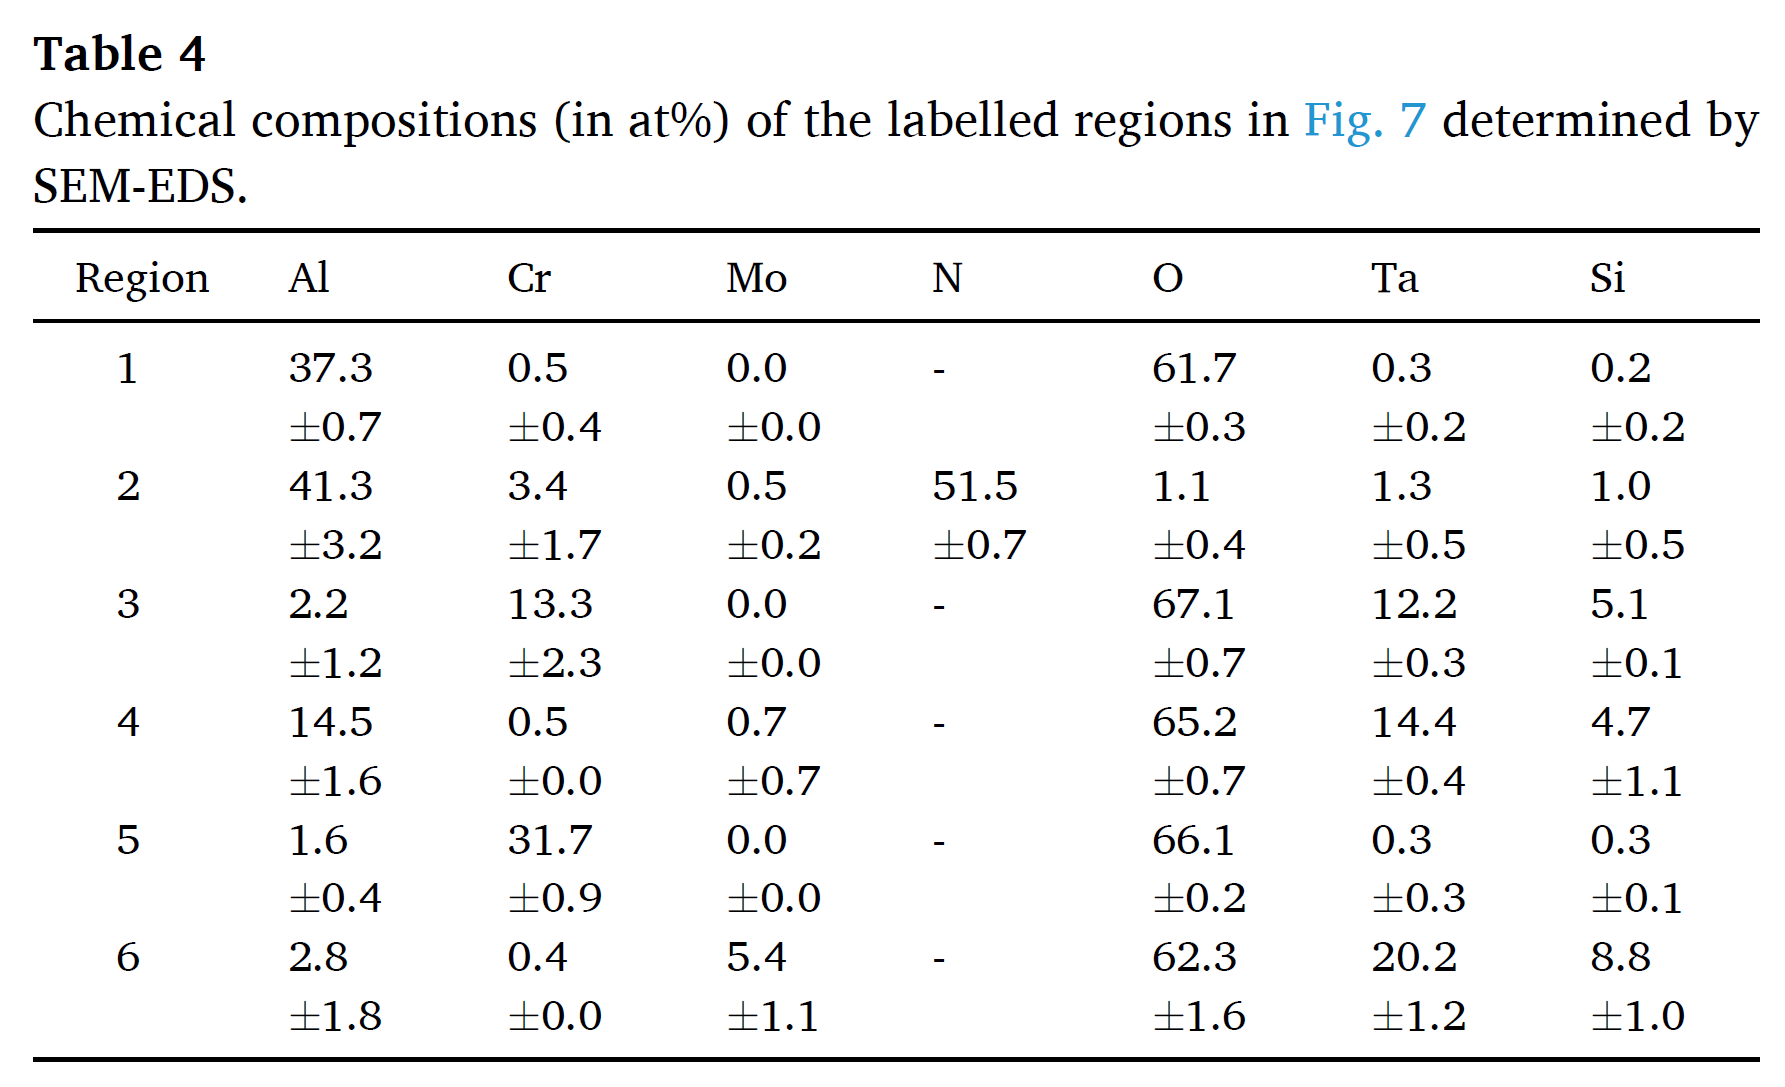 Table 4
Chemical compositions (in at%) of the labelled regions in Fig. 7 determined by
SEM-EDS.
Region Al Cr Mo N O Ta Si
1 37.3 0.5 0.0 - 61.7 0.3 0.2
±0.7 ±0.4 ±0.0 ±0.3 ±0.2 ±0.2
2 41.3 3.4 0.5 51.5 1.1 1.3 1.0
±3.2 ±1.7 ±0.2 ±0.7 ±0.4 ±0.5 ±0.5
3 2.2 13.3 0.0 - 67.1 12.2 5.1
±1.2 ±2.3 ±0.0 ±0.7 ±0.3 ±0.1
4 14.5 0.5 0.7 - 65.2 14.4 4.7
±1.6 ±0.0 ±0.7 ±0.7 ±0.4 ±1.1
5 1.6 31.7 0.0 - 66.1 0.3 0.3
±0.4 ±0.9 ±0.0 ±0.2 ±0.3 ±0.1
6 2.8 0.4 5.4 - 62.3 20.2 8.8
±1.8 ±0.0 ±1.1 ±1.6 ±1.2 ±1.0